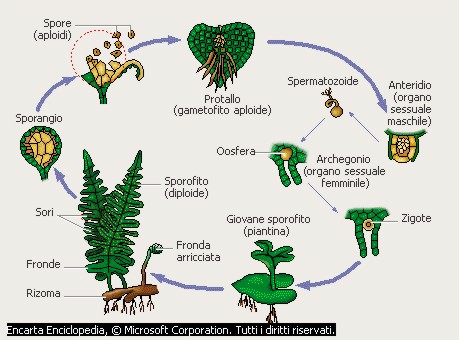 Spore
(aploidi)
Protallo
(gametofito aploide)
Spermatozoide
Anteridio (organo
sessuale
maschile)
Sporangio
Oosfera
Archegonio
(organo sessuale
femminile)
Sporofito
(diploide)
Sori
Giovane sporofito
(piantina)
Zigote
Fronda
arricciata
Fronde
Rizoma
Encarta Enciclopedia, © Microsoft Corporation. Tutti i diritti riservati.